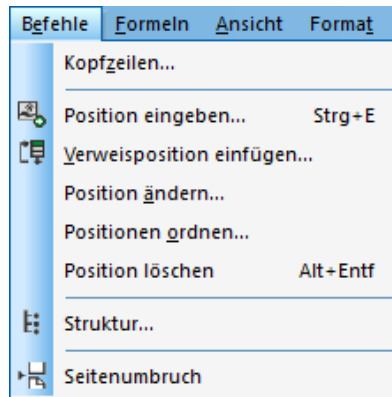 Befehle Formeln Ansicht Format
Kopfzeilen...
Position eingeben... Strg+E
Verweisposition einfügen...
Position ändern...
Positionen ordnen...
Position löschen Alt+Entf
Struktur...
Seitenumbruch